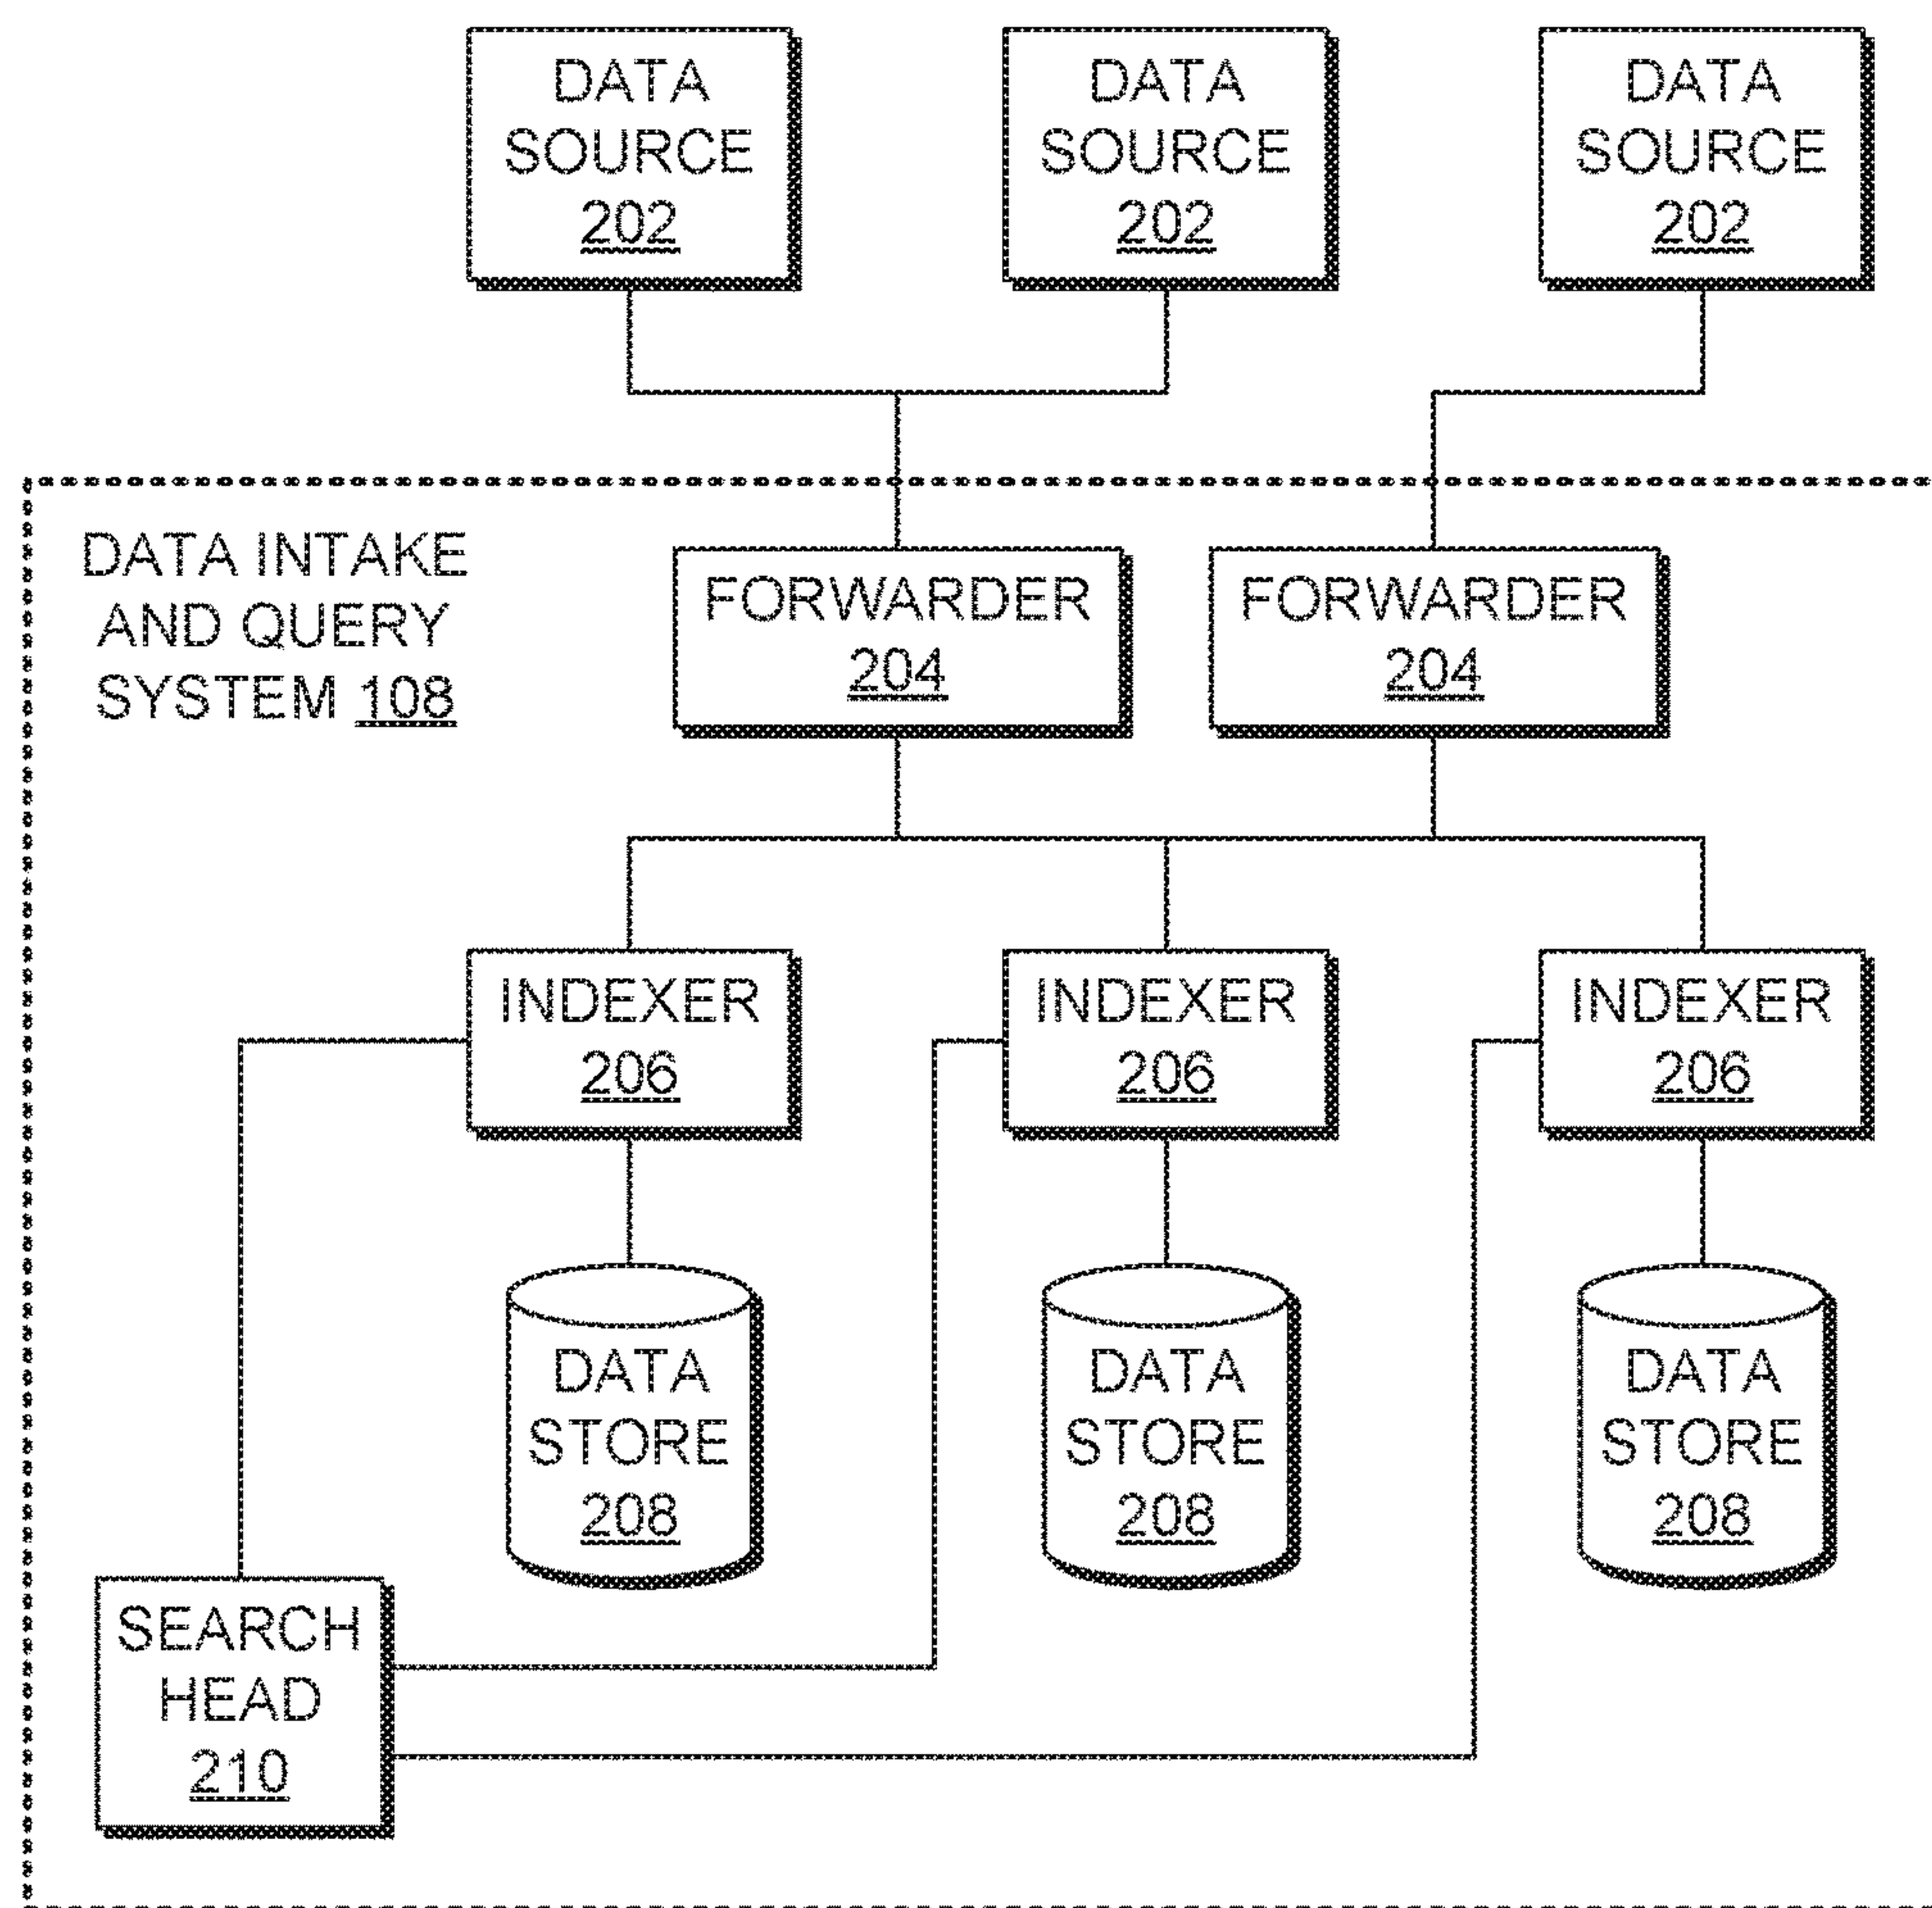 DATA
SOURCE
202
DATA
SOURCE
202
DATA
SOURCE
202
DATA INTAKE
AND QUERY
SYSTEM 108
FORWARDER
204
FORWARDER
204
INDEXER
206
INDEXER
206
INDEXER
206
DATA
STORE
208
DATA
STORE
208
DATA
STORE
208
SEARCH
HEAD
210